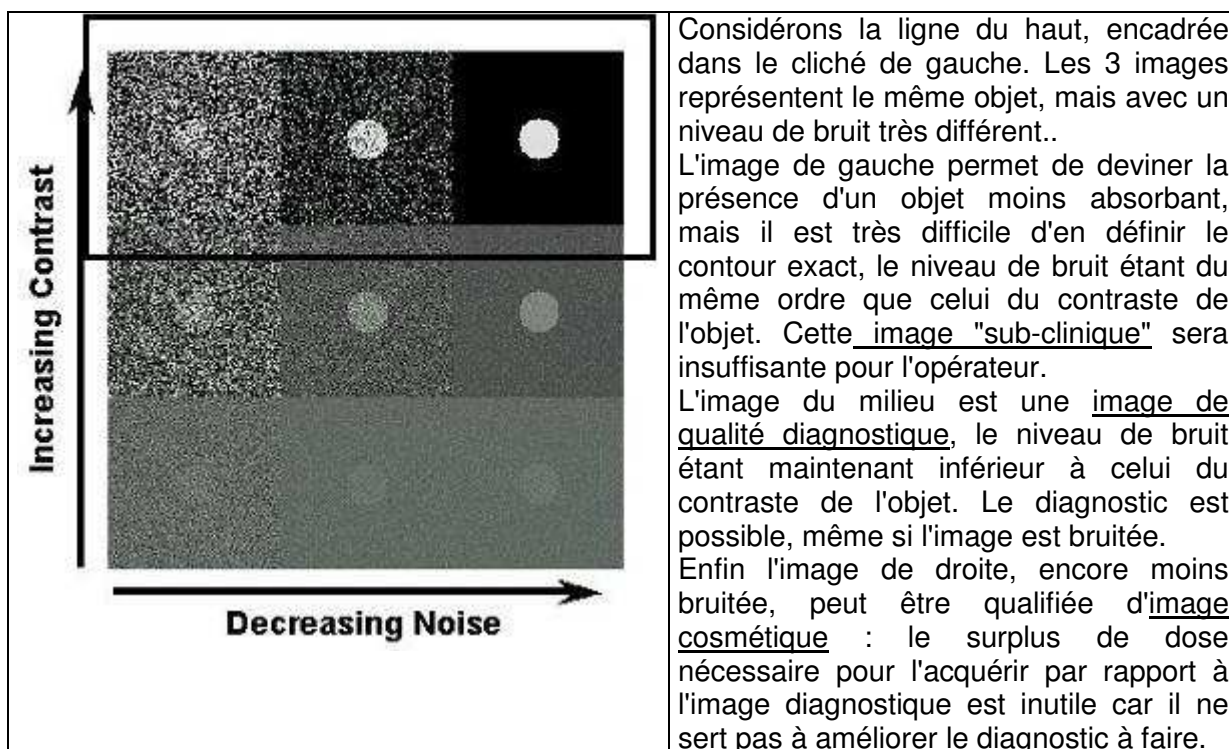 Increasing Contrast
Decreasing Noise
Considérons la ligne du haut, encadrée
dans le cliché de gauche. Les 3 images
représentent le même objet, mais avec un
niveau de bruit très différent..
L'image de gauche permet de deviner la
présence d'un objet moins absorbant,
mais il est très difficile d'en définir le
contour exact, le niveau de bruit étant du
même ordre que celui du contraste de
l'objet. Cette image "sub-clinique" sera
insuffisante pour l'opérateur.
L'image du milieu est une image de
qualité diagnostique, le niveau de bruit
étant maintenant inférieur à celui du
contraste de l'objet. Le diagnostic est
possible, même si l'image est bruitée.
Enfin l'image de droite, encore moins
bruitée, peut être qualifiée d'image
cosmétique : le surplus de dose
nécessaire pour l'acquérir par rapport à
l'image diagnostique est inutile car il ne
sert pas à améliorer le diagnostic à faire.